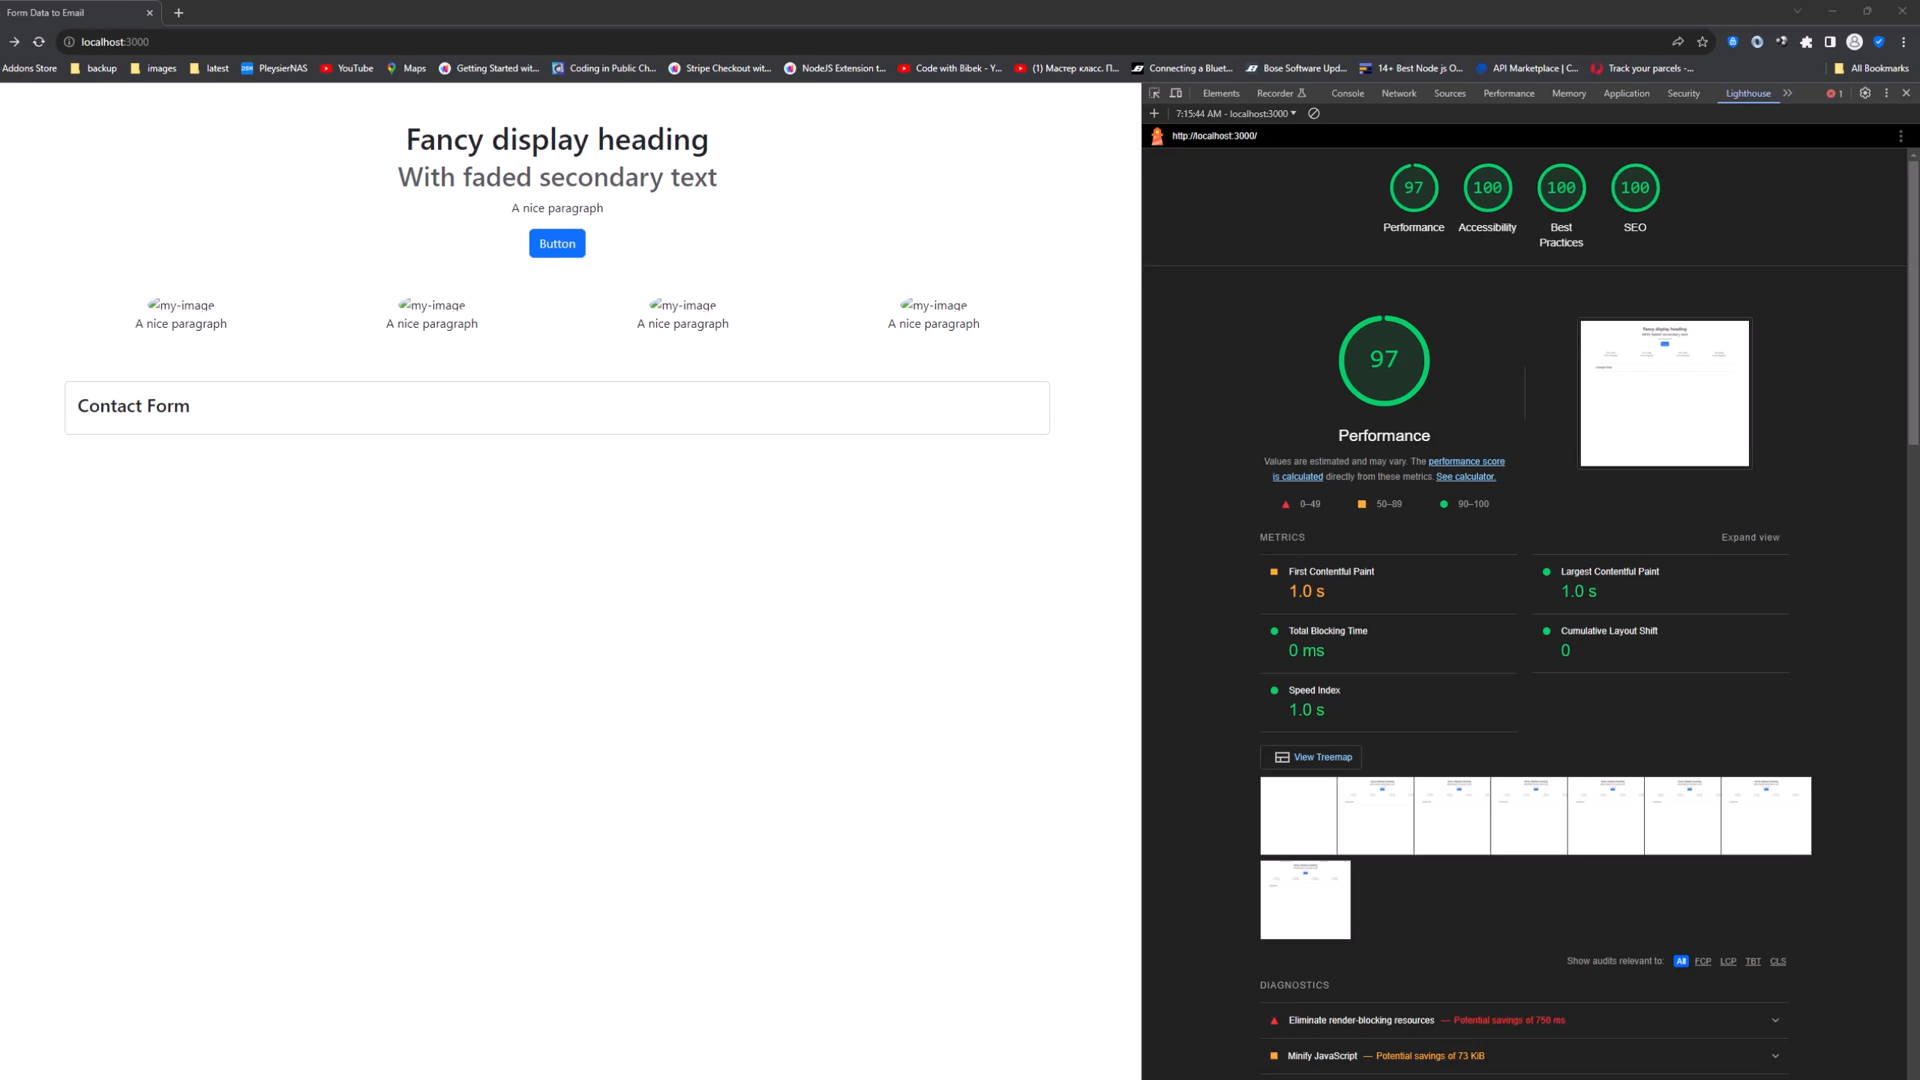 Form Data to Email
localhost:3000
Addons Store backup images latest PleysierNAS YouTube Maps Getting Started wit... Coding in Public Ch... Stripe Checkout wit... NodeJS Extension t... Code with Bibek - Y... (1) Мастер класс. П... Connecting a Bluet... Bose Software Upd... 14+ Best Node js O... API Marketplace | C... Track your parcels -... All Bookmarks
Fancy display heading
With faded secondary text
A nice paragraph
Button
my-image my-image my-image my-image
A nice paragraph A nice paragraph A nice paragraph A nice paragraph
Contact Form
Elements Recorder Console Network Sources Performance Memory Application Security Lighthouse 1
7:15:44 AM - localhost:3000
http://localhost:3000/
97 100 100 100
Performance Accessibility Best Practices SEO
97
Performance
Values are estimated and may vary. The performance score
is calculated directly from these metrics. See calculator.
0–49 50–89 90–100
METRICS Expand view
First Contentful Paint Largest Contentful Paint
1.0 s 1.0 s
Total Blocking Time Cumulative Layout Shift
0 ms 0
Speed Index
1.0 s
View Treemap
Show audits relevant to: All FCP LCP TBT CLS
DIAGNOSTICS
Eliminate render-blocking resources — Potential savings of 750 ms
Minify JavaScript — Potential savings of 73 KiB